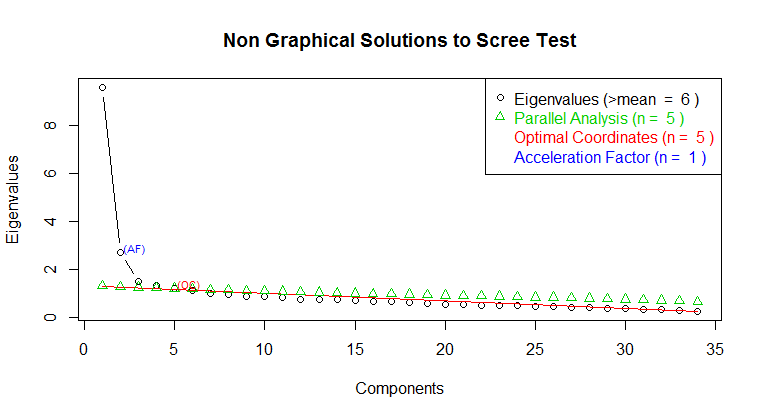 Non Graphical Solutions to Scree Test
Eigenvalues (>mean = 6 )
Parallel Analysis (n = 5 )
Optimal Coordinates (n = 5 )
Acceleration Factor (n = 1 )
Eigenvalues
8
6
4
2
0
(AF)
(OC)
0 5 10 15 20 25 30 35
Components